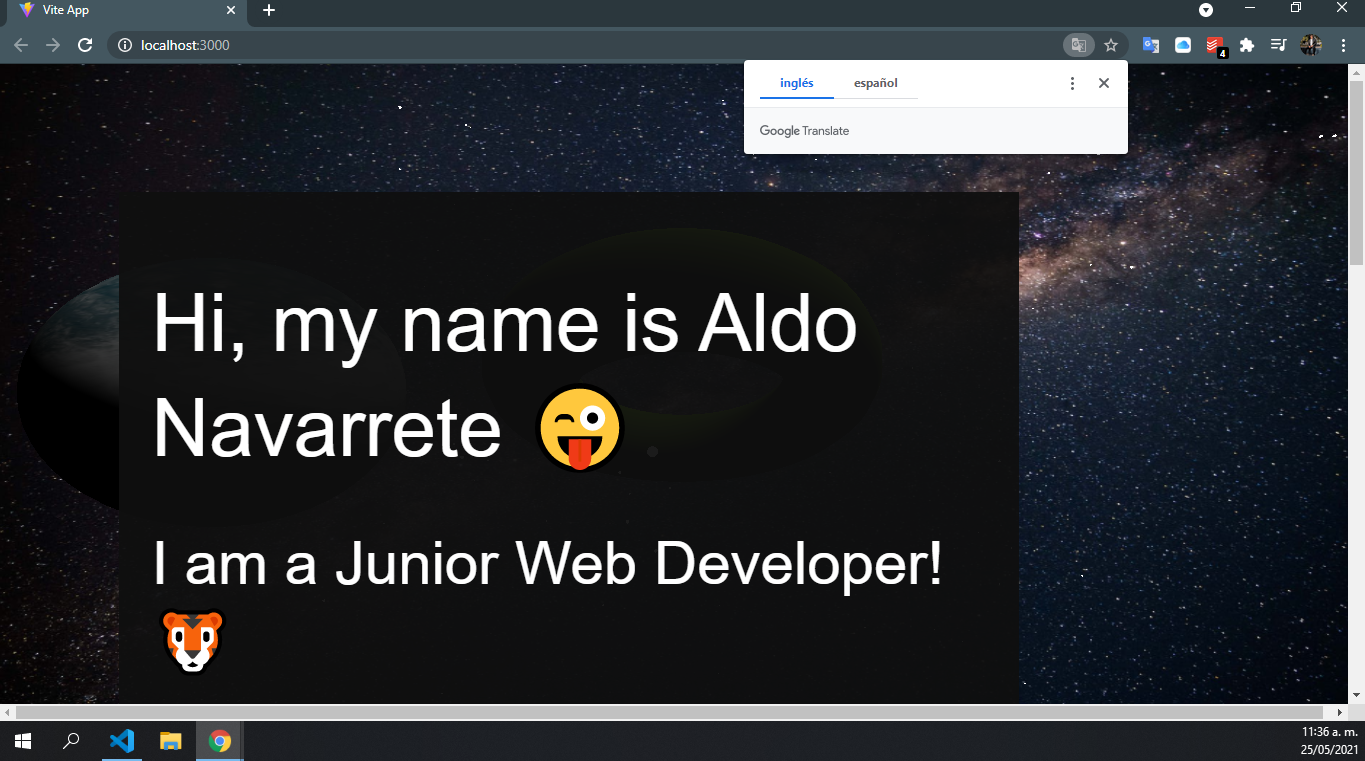 Vite App
localhost:3000
4
inglés español
Google Translate
Hi, my name is Aldo
Navarrete 😜
I am a Junior Web Developer!
🐯
11:36 a. m.
25/05/2021